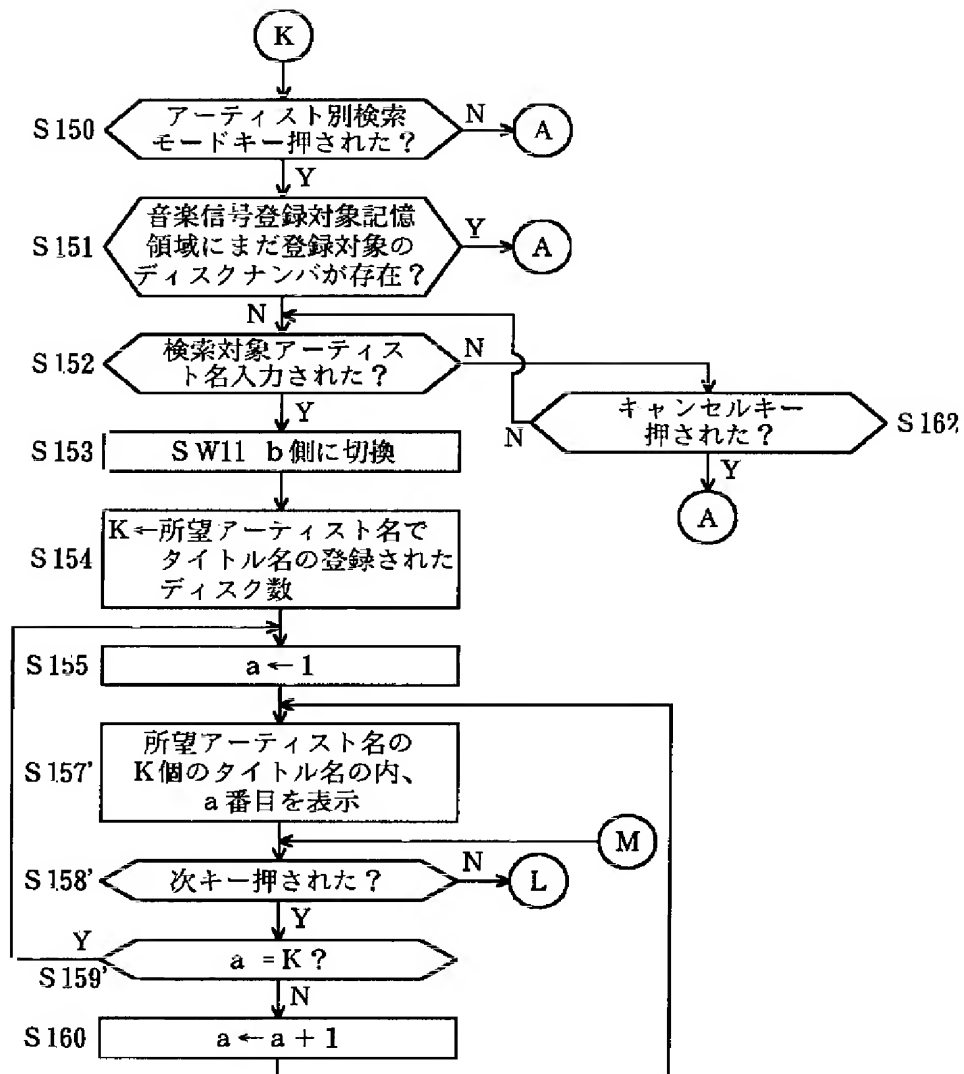 K
S150
アーティスト別検索
モードキー押された?
N
A
Y
S151
音楽信号登録対象記憶
領域にまだ登録対象の
ディスクナンバが存在?
Y
A
N
S152
検索対象アーティス
ト名入力された?
N
Y
キャンセルキー
押された?
S162
N
Y
A
S153
SW11 b側に切換
S154
K←所望アーティスト名で
タイトル名の登録された
ディスク数
S155
a←1
S157'
所望アーティスト名の
K個のタイトル名の内、
a番目を表示
M
S158'
次キー押された?
N
L
Y
S159'
a=K?
Y
N
S160
a←a+1